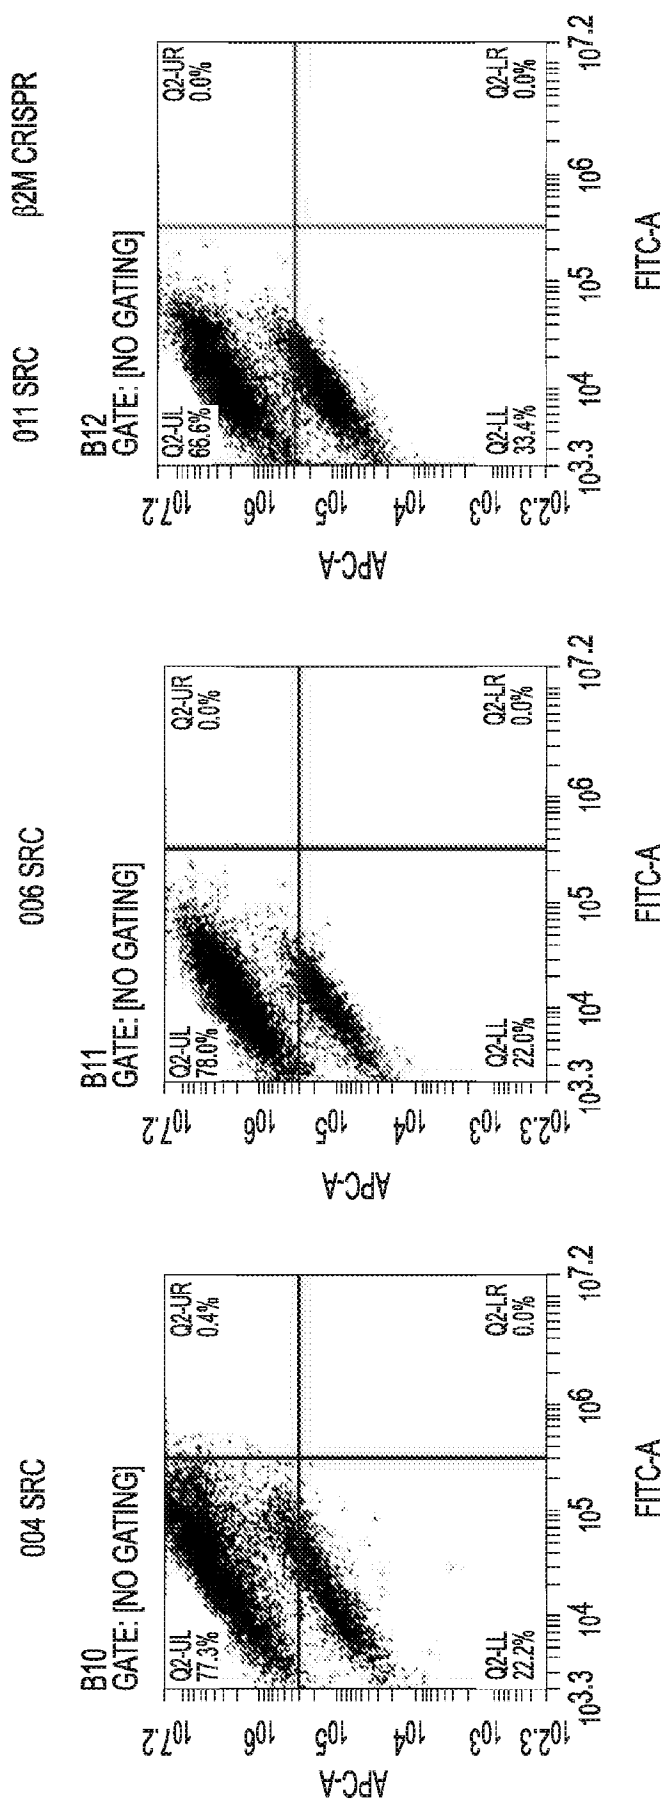 004 SRC
B10
GATE: [NO GATING]
Q2-UL
77.3%
Q2-UR
0.4%
Q2-LL
22.2%
Q2-LR
0.0%
APC-A
10^7.2
10^6
10^5
10^4
10^3
10^2.3
10^3.3
10^4
10^5
10^6
10^7.2
FITC-A
006 SRC
B11
GATE: [NO GATING]
Q2-UL
78.0%
Q2-UR
0.0%
Q2-LL
22.0%
Q2-LR
0.0%
APC-A
10^7.2
10^6
10^5
10^4
10^3
10^2.3
10^3.3
10^4
10^5
10^6
10^7.2
FITC-A
011 SRC
β2M CRISPR
B12
GATE: [NO GATING]
Q2-UL
66.6%
Q2-UR
0.0%
Q2-LL
33.4%
Q2-LR
0.0%
APC-A
10^7.2
10^6
10^5
10^4
10^3
10^2.3
10^3.3
10^4
10^5
10^6
10^7.2
FITC-A